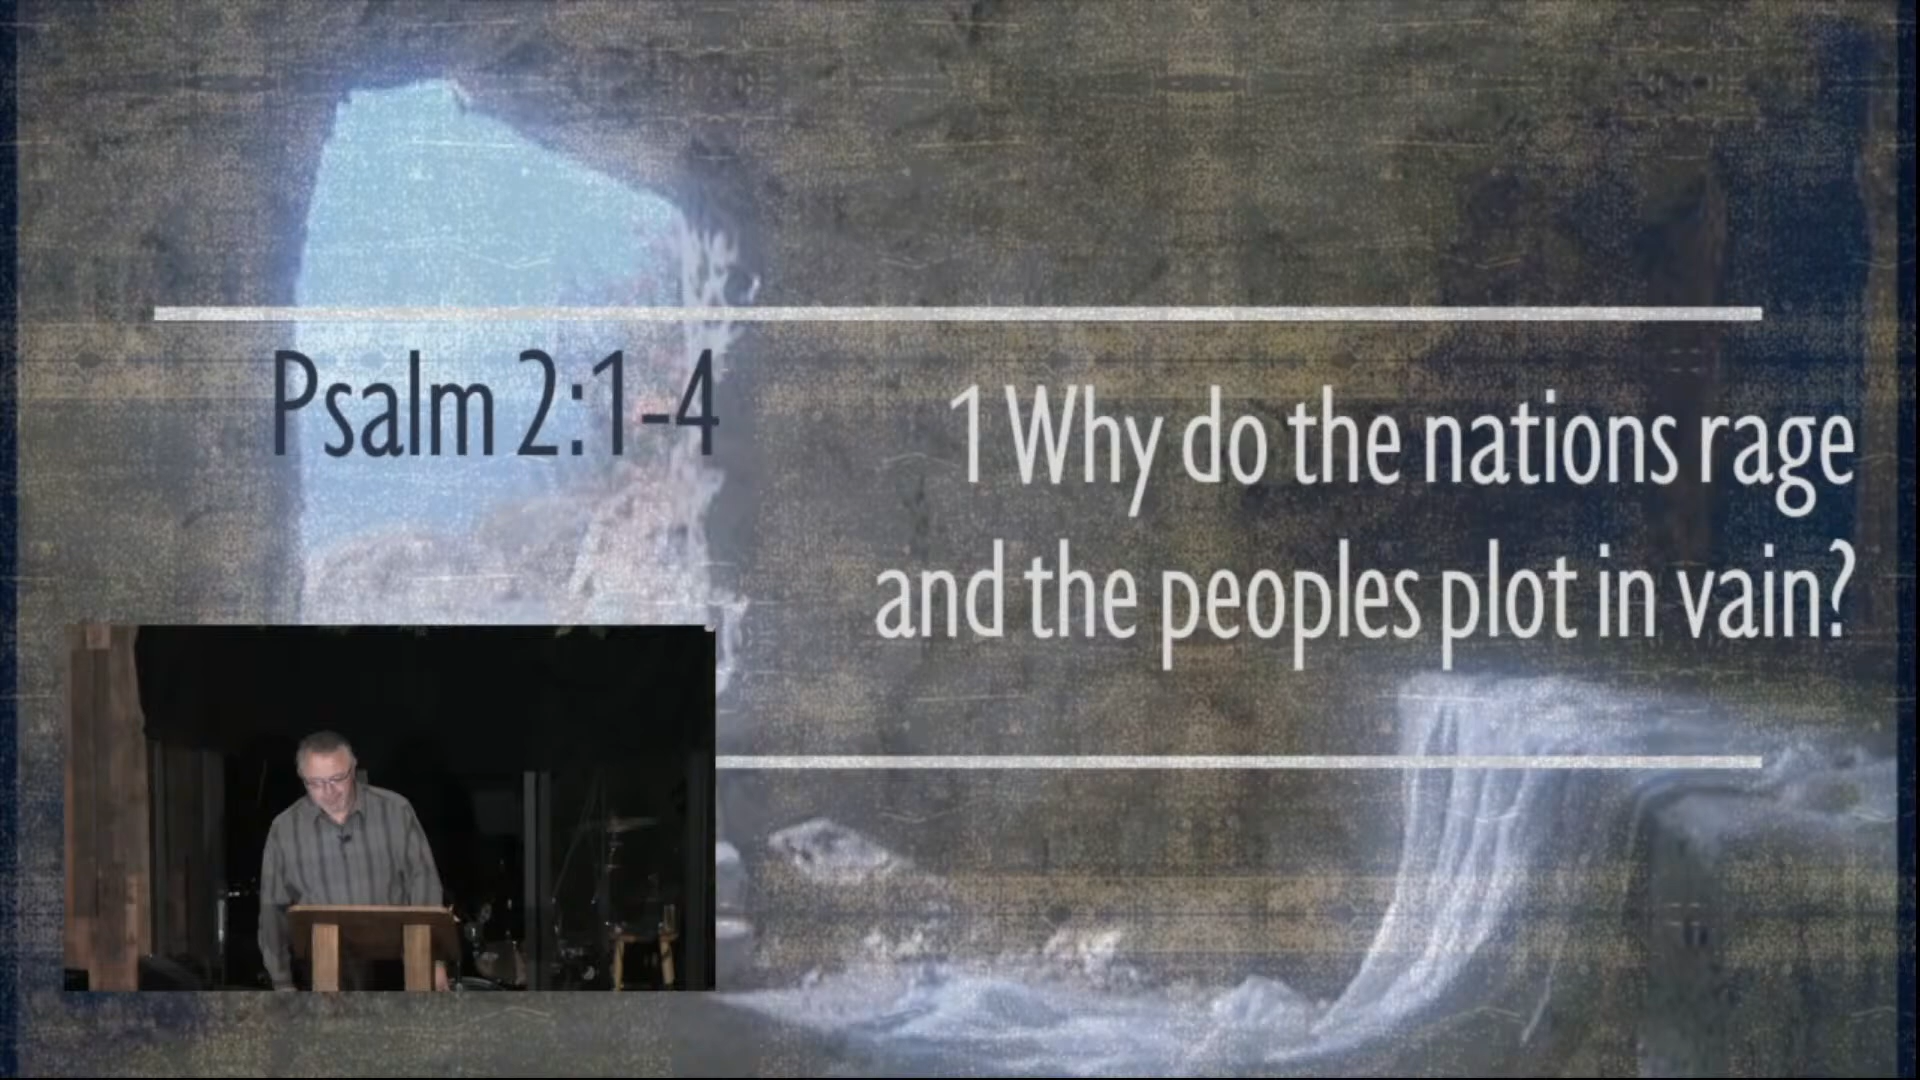 Psalm 2:1-4
1 Why do the nations rage
and the peoples plot in vain?